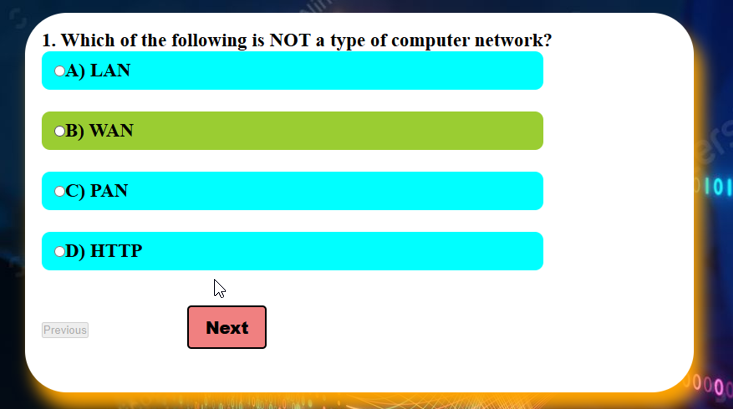 1. Which of the following is NOT a type of computer network?
A) LAN
B) WAN
C) PAN
D) HTTP
Previous
Next